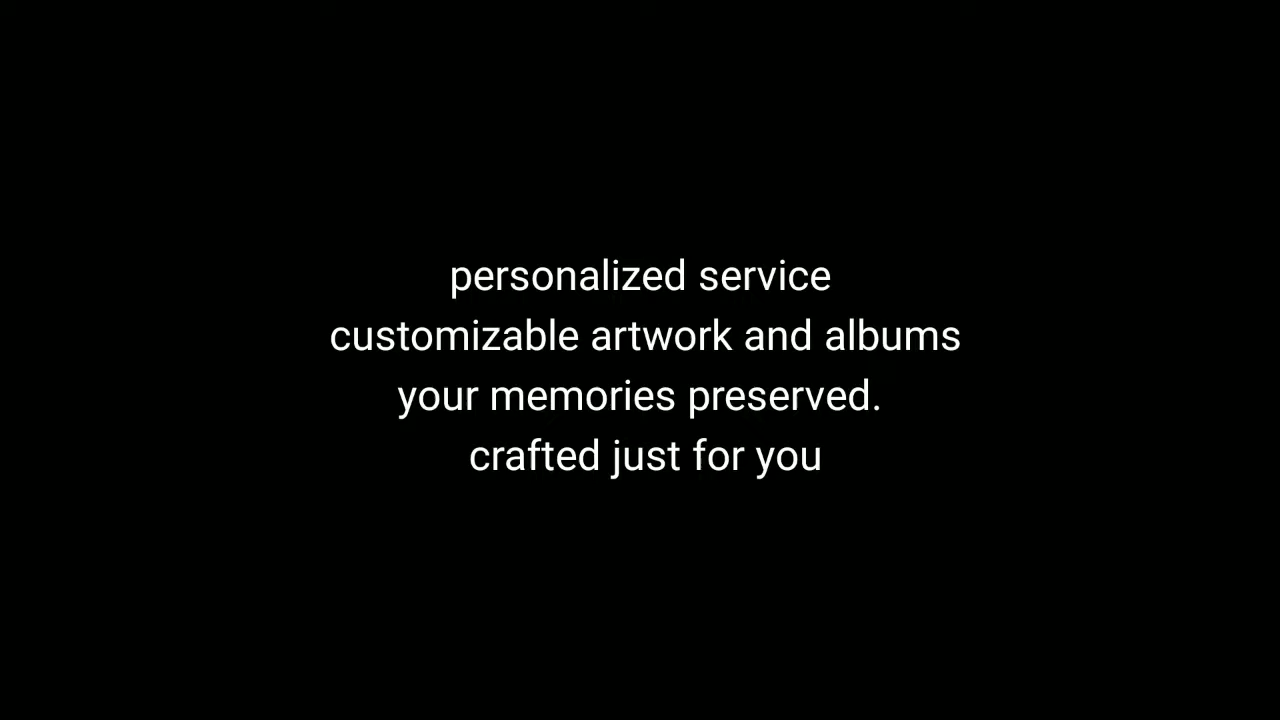 personalized service
customizable artwork and albums
your memories preserved.
crafted just for you